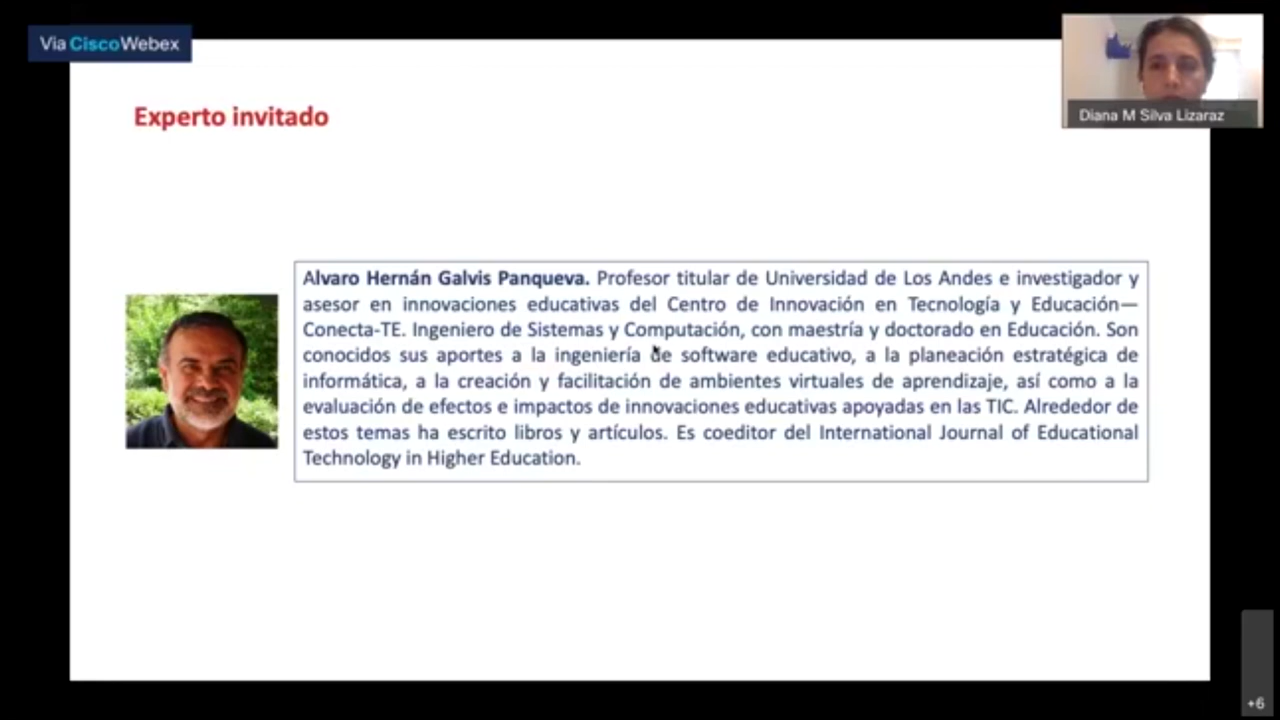 Via CiscoWebex
Diana M Silva Lizaraz
Experto invitado
Alvaro Hernán Galvis Panqueva. Profesor titular de Universidad de Los Andes e investigador y
asesor en innovaciones educativas del Centro de Innovación en Tecnología y Educación—
Conecta-TE. Ingeniero de Sistemas y Computación, con maestría y doctorado en Educación. Son
conocidos sus aportes a la ingeniería de software educativo, a la planeación estratégica de
informática, a la creación y facilitación de ambientes virtuales de aprendizaje, así como a la
evaluación de efectos e impactos de innovaciones educativas apoyadas en las TIC. Alrededor de
estos temas ha escrito libros y artículos. Es coeditor del International Journal of Educational
Technology in Higher Education.
+6